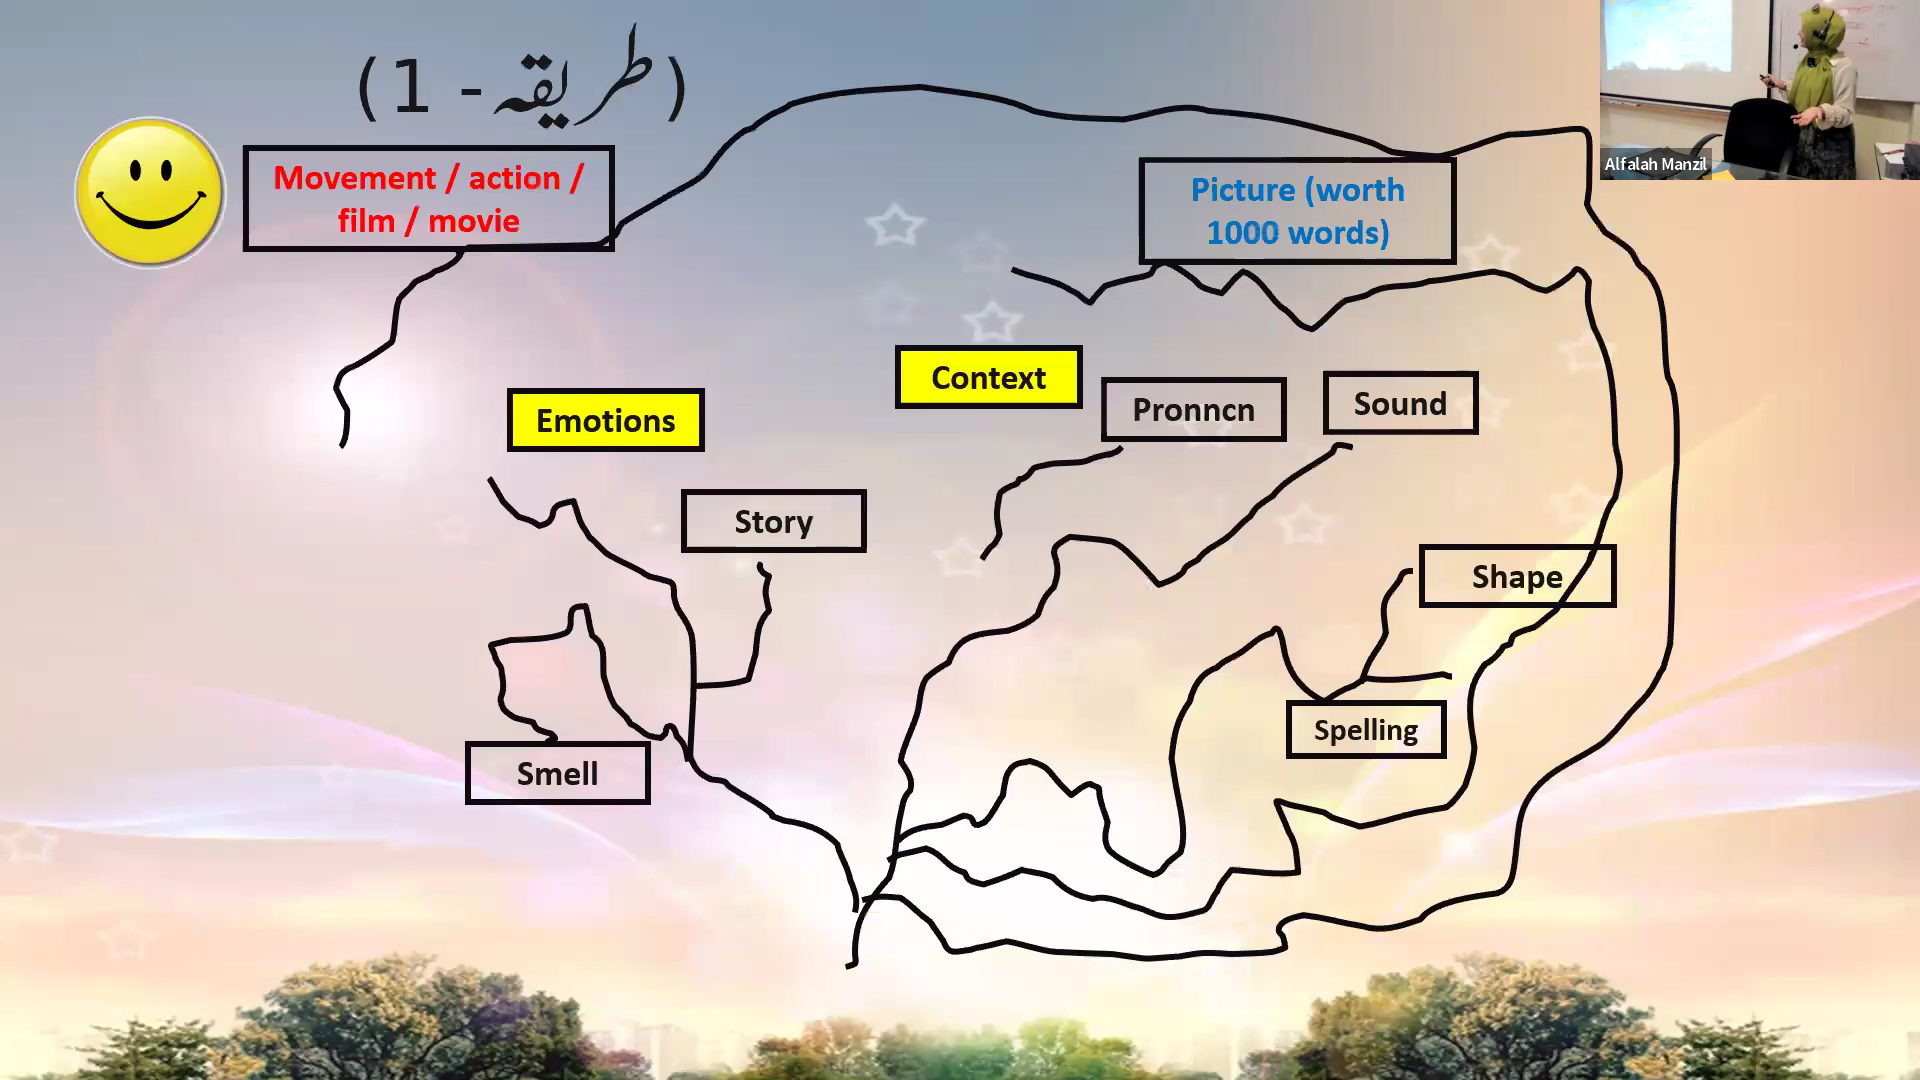 (طریقہ - 1)
Movement / action /
film / movie
Picture (worth
1000 words)
Alfalah Manzil
Context
Pronncn
Sound
Emotions
Story
Shape
Spelling
Smell